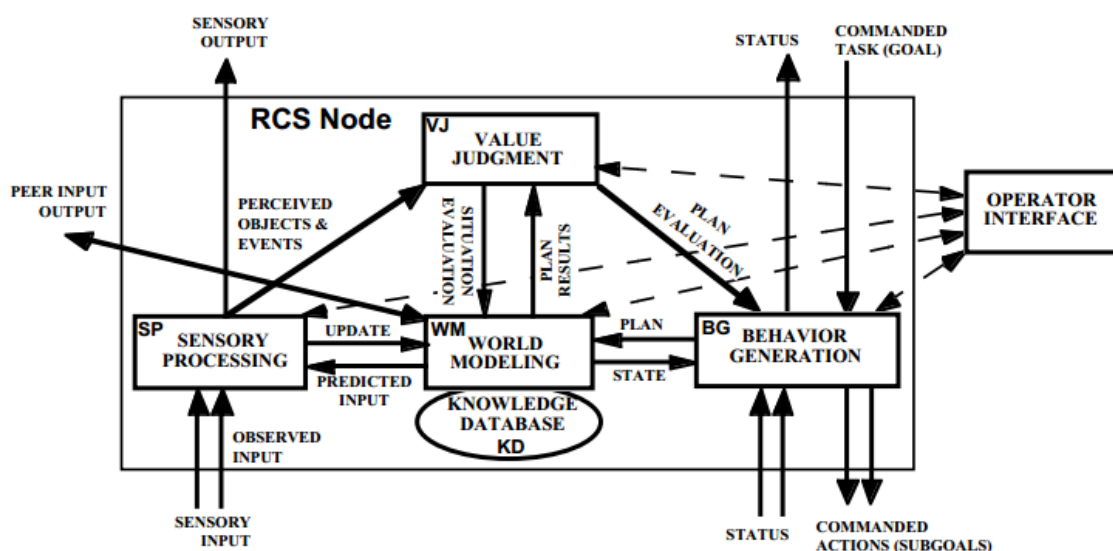 SENSORY
OUTPUT
STATUS
COMMANDED
TASK (GOAL)
RCS Node
VJ
VALUE
JUDGMENT
PEER INPUT
OUTPUT
PERCEIVED
OBJECTS &
EVENTS
SITUATION
EVALUATION
PLAN
RESULTS
PLAN
EVALUATION
OPERATOR
INTERFACE
SP
SENSORY
PROCESSING
UPDATE
PREDICTED
INPUT
WM
WORLD
MODELING
PLAN
STATE
BG
BEHAVIOR
GENERATION
KNOWLEDGE
DATABASE
KD
OBSERVED
INPUT
SENSORY
INPUT
STATUS
COMMANDED
ACTIONS (SUBGOALS)